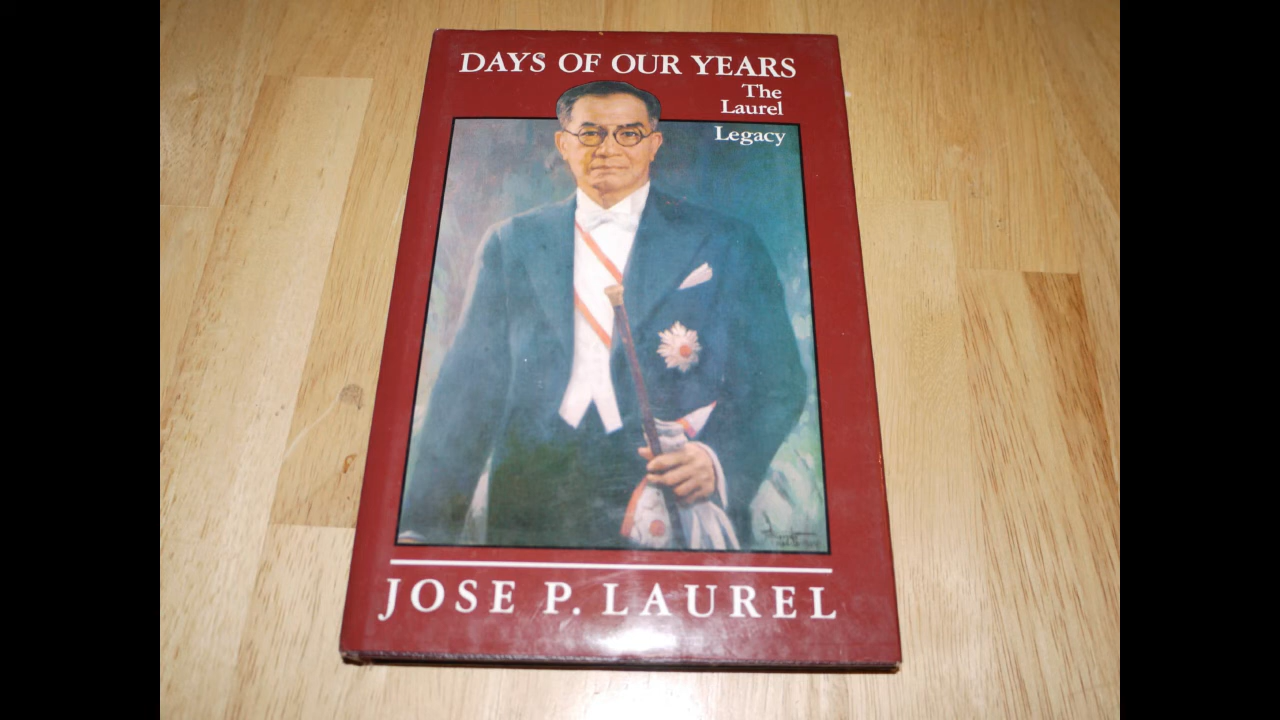 DAYS OF OUR YEARS
The
Laurel
Legacy
JOSE P. LAUREL